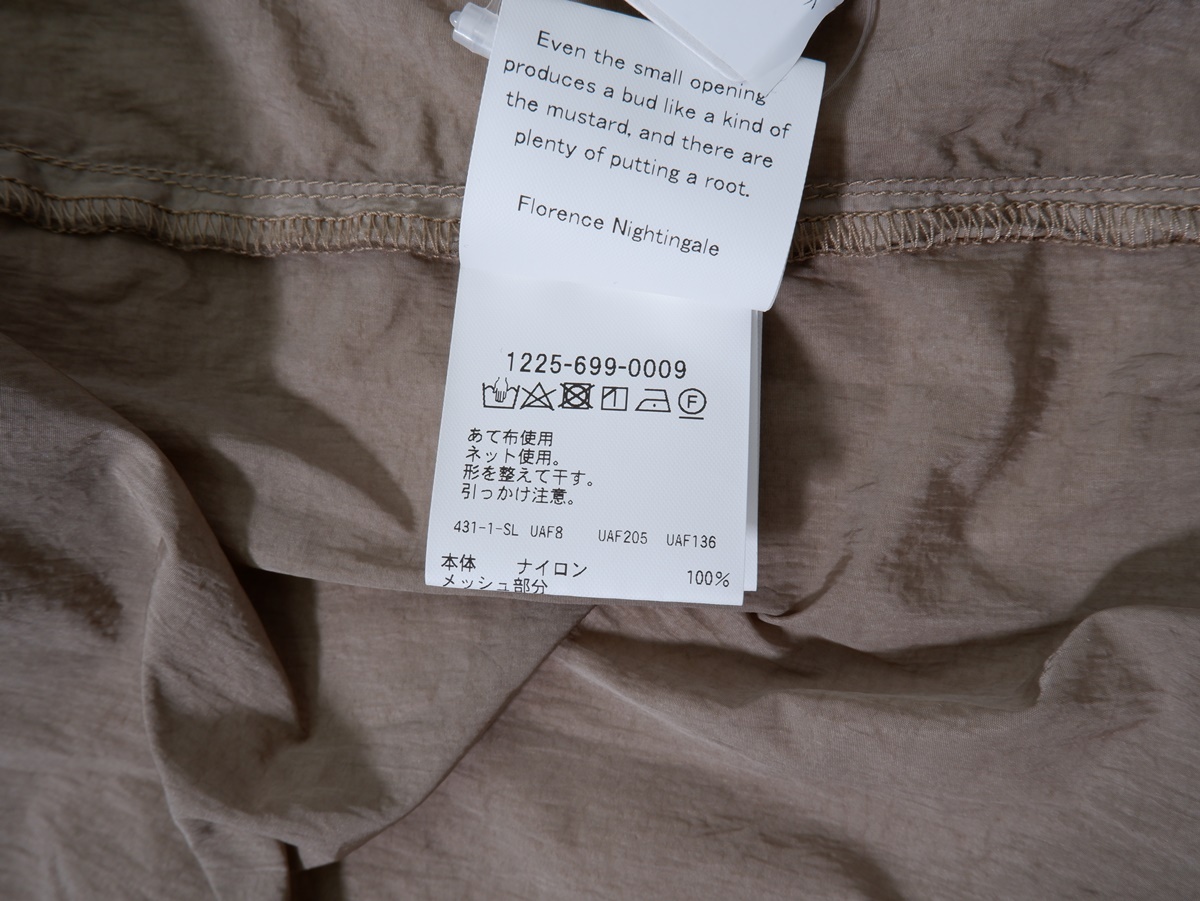 Even the small opening
produces a bud like a kind of
the mustard, and there are
plenty of putting a root.
Florence Nightingale
1225-699-0009
F
あて布使用
ネット使用。
形を整えて干す。
引っかけ注意。
431-1-SL UAF8 UAF205 UAF136
本体 ナイロン 100%
メッシュ部分